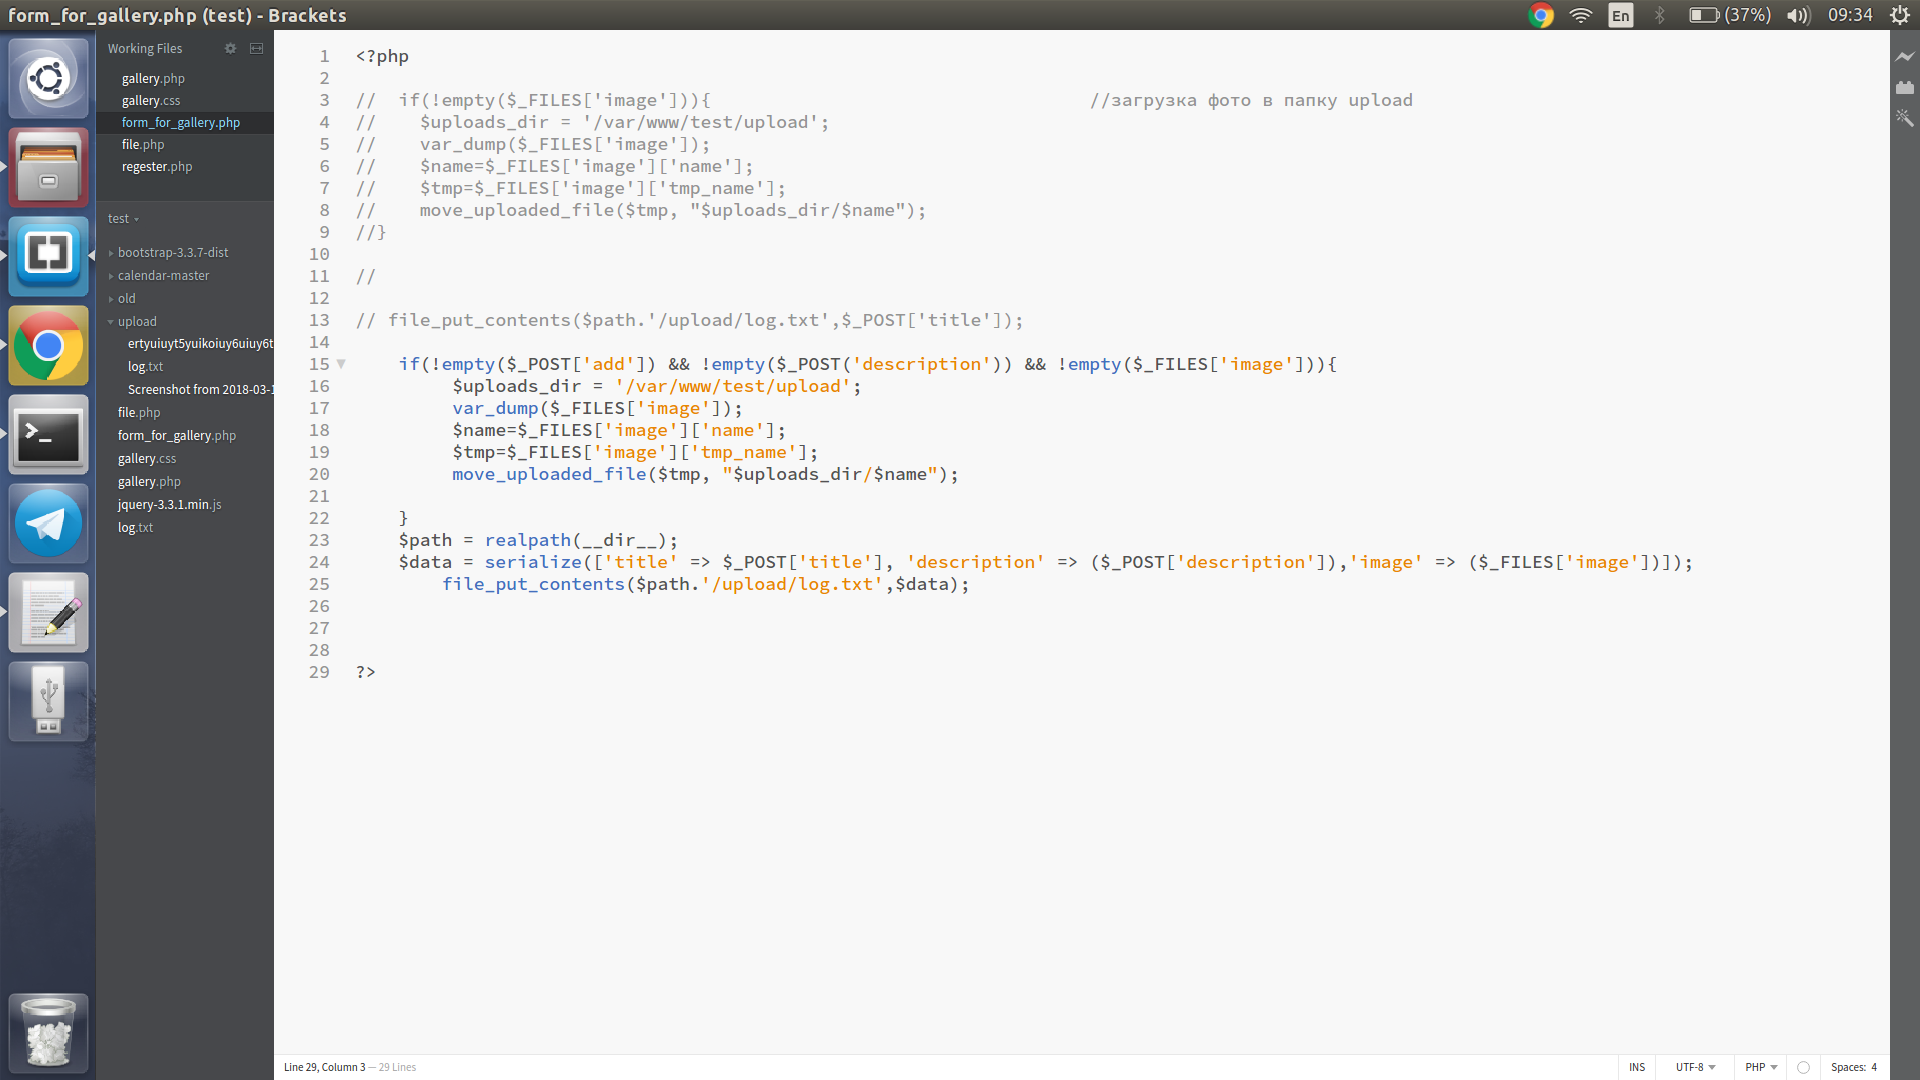 form_for_gallery.php (test) - Brackets
En
(37%)
09:34
Working Files
gallery.php
gallery.css
form_for_gallery.php
file.php
regester.php
test
bootstrap-3.3.7-dist
calendar-master
old
upload
ertyuiuyt5yuikoiuy6uiuy6t
log.txt
Screenshot from 2018-03-1
file.php
form_for_gallery.php
gallery.css
gallery.php
jquery-3.3.1.min.js
log.txt
1 <?php
2
3 //  if(!empty($_FILES['image'])){ //загрузка фото в папку upload
4 //    $uploads_dir = '/var/www/test/upload';
5 //    var_dump($_FILES['image']);
6 //    $name=$_FILES['image']['name'];
7 //    $tmp=$_FILES['image']['tmp_name'];
8 //    move_uploaded_file($tmp, "$uploads_dir/$name");
9 //}
10
11 //
12
13 // file_put_contents($path.'/upload/log.txt',$_POST['title']);
14
15     if(!empty($_POST['add']) && !empty($_POST('description')) && !empty($_FILES['image'])){
16          $uploads_dir = '/var/www/test/upload';
17          var_dump($_FILES['image']);
18          $name=$_FILES['image']['name'];
19          $tmp=$_FILES['image']['tmp_name'];
20          move_uploaded_file($tmp, "$uploads_dir/$name");
21
22     }
23     $path = realpath(__dir__);
24     $data = serialize(['title' => $_POST['title'], 'description' => ($_POST['description']),'image' => ($_FILES['image'])]);
25         file_put_contents($path.'/upload/log.txt',$data);
26
27
28
29 ?>
Line 29, Column 3 — 29 Lines
INS
UTF-8
PHP
Spaces: 4